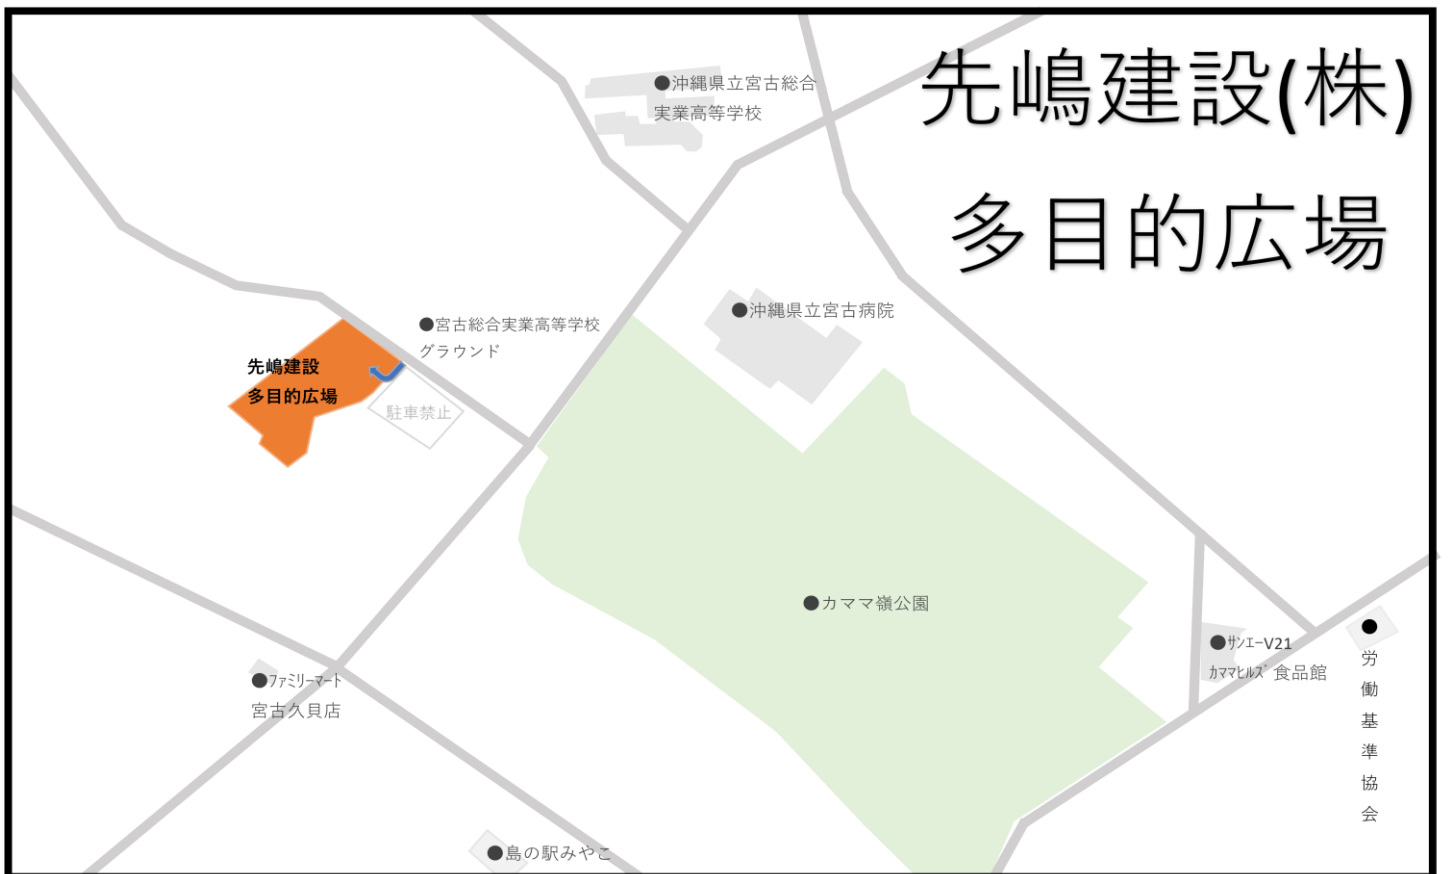 先嶋建設(株)
多目的広場
●沖縄県立宮古総合
実業高等学校
●沖縄県立宮古病院
●宮古総合実業高等学校
グラウンド
先嶋建設
多目的広場
駐車禁止
●カママ嶺公園
●ｻﾝｴｰV21
ｶﾏﾏﾋﾙｽﾞ 食品館
●
労働基準協会
●ﾌｧﾐﾘｰﾏｰﾄ
宮古久貝店
●島の駅みやこ